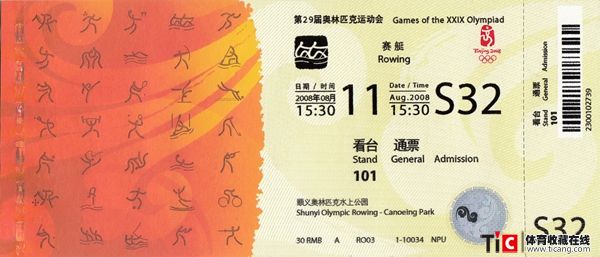 第29届奥林匹克运动会 Games of the XXIX Olympiad
赛艇
Rowing
Beijing 2008
日期 / 时间
2008年08月
15:30
11
Date / Time
Aug.2008
15:30
S32
看台 通票
Stand General Admission
101
顺义奥林匹克水上公园
Shunyi Olympic Rowing - Canoeing Park
30 RMB A RO03 1-10034 NPU
看台 通票
Stand General Admission
101
2300102739
S32
TiC 体育收藏在线
www.ticang.com